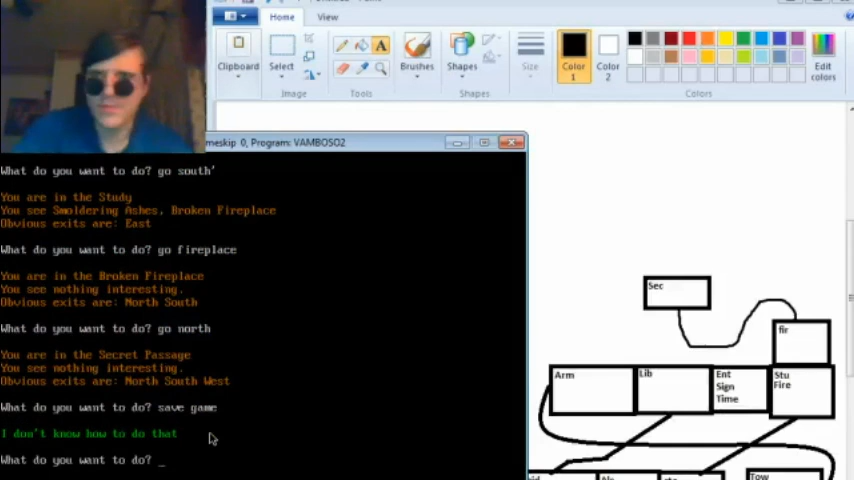 Home
View
Clipboard
Select
Brushes
Shapes
Size
Color
1
Color
2
Edit
colors
Image
Tools
Shapes
Colors
meskip 0, Program: VAMBOSO2
What do you want to do? go south'
You are in the Study
You see Smoldering Ashes, Broken Fireplace
Obvious exits are: East
What do you want to do? go fireplace
You are in the Broken Fireplace
You see nothing interesting.
Obvious exits are: North South
What do you want to do? go north
You are in the Secret Passage
You see nothing interesting.
Obvious exits are: North South West
What do you want to do? save game
I don't know how to do that
What do you want to do? _
Sec
fir
Arm
Lib
Ent
Sign
Time
Stu
Fire
Tow